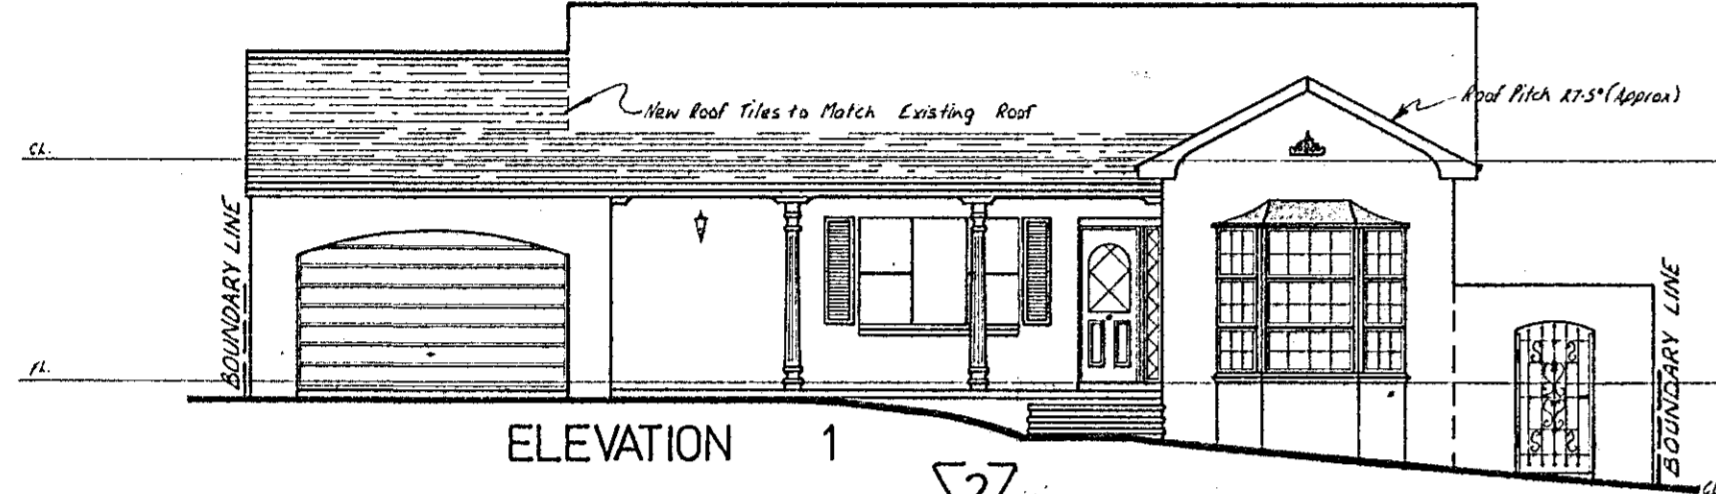 New Roof Tiles to Match Existing Roof
Roof Pitch 27.5° (Approx)
CL.
BOUNDARY LINE
BOUNDARY LINE
FL.
ELEVATION 1
2